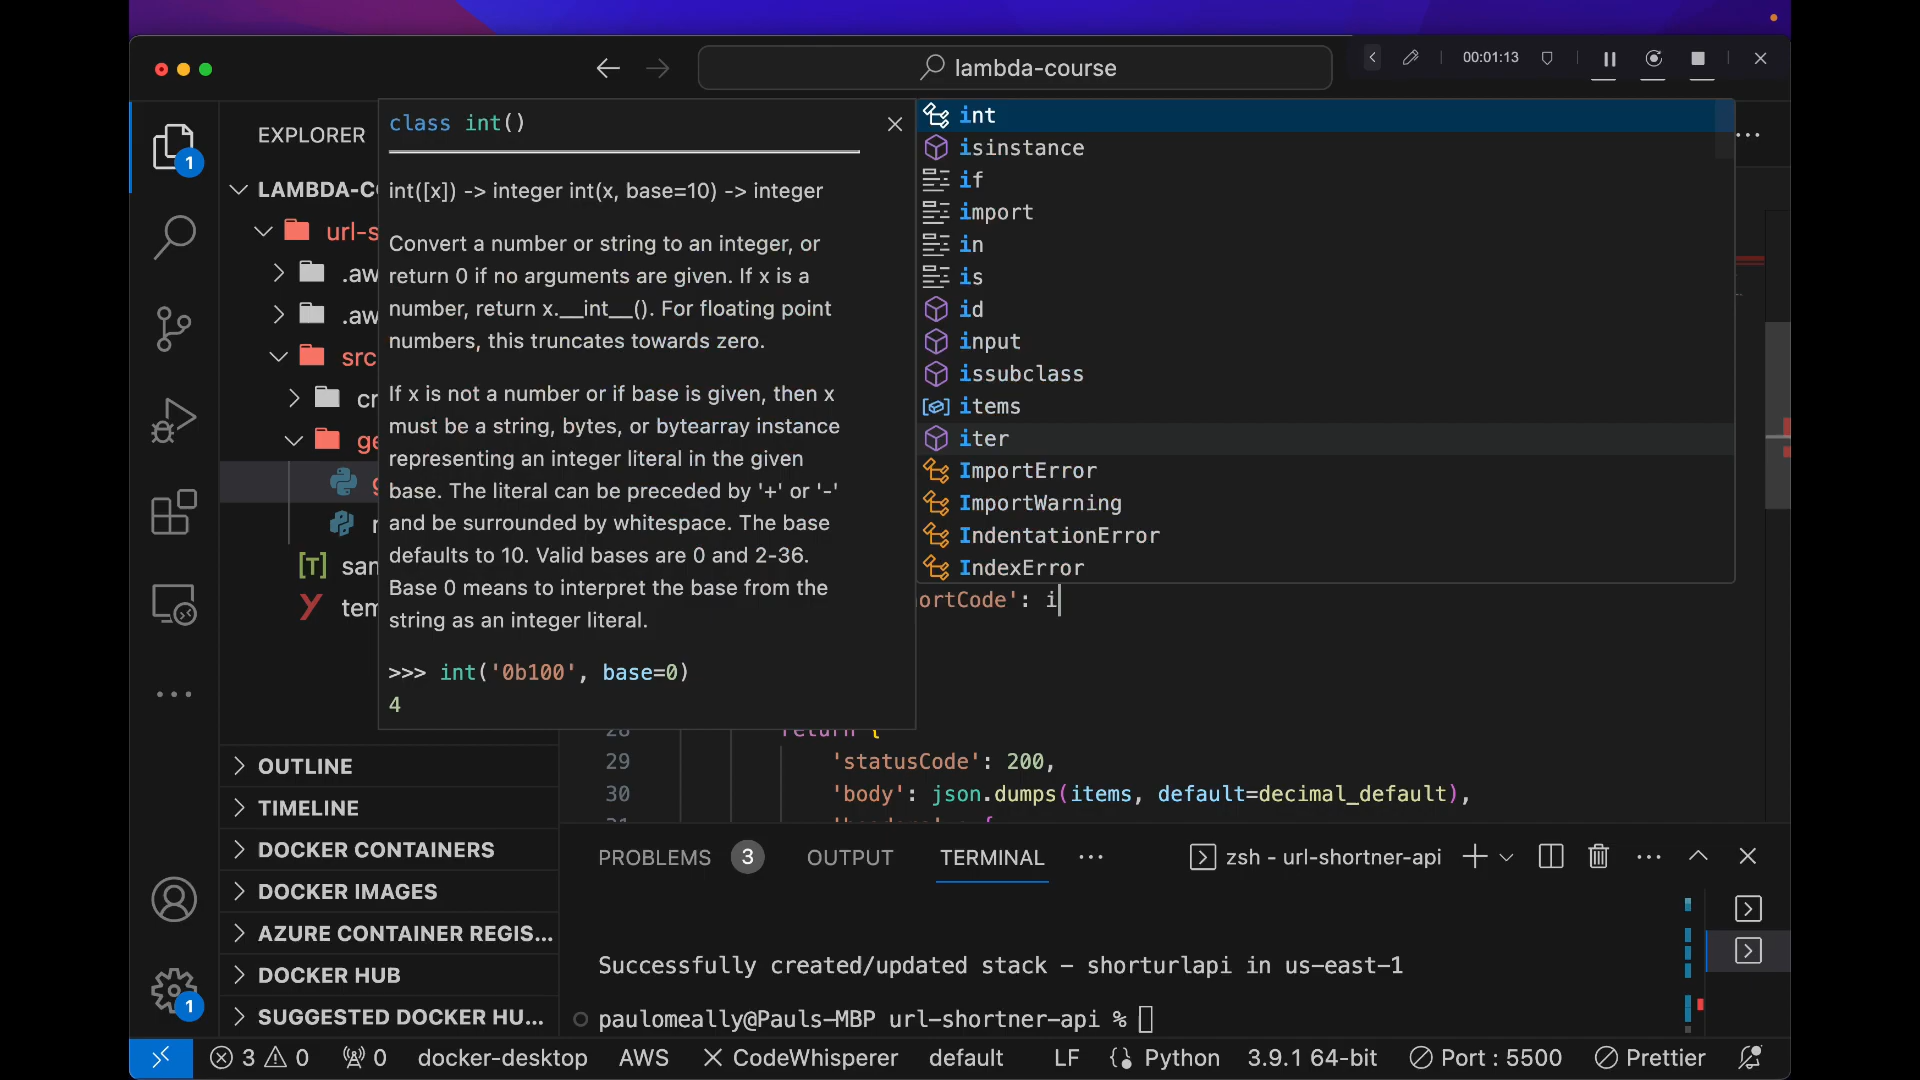 lambda-course
00:01:13
EXPLORER
1
LAMBDA-C
url-s
.aw
.aw
src
cr
ge
g
r
[T] sam
Y tem
OUTLINE
TIMELINE
DOCKER CONTAINERS
DOCKER IMAGES
AZURE CONTAINER REGIS...
DOCKER HUB
SUGGESTED DOCKER HU...
1
class int()
int([x]) -> integer int(x, base=10) -> integer
Convert a number or string to an integer, or
return 0 if no arguments are given. If x is a
number, return x.__int__(). For floating point
numbers, this truncates towards zero.
If x is not a number or if base is given, then x
must be a string, bytes, or bytearray instance
representing an integer literal in the given
base. The literal can be preceded by '+' or '-'
and be surrounded by whitespace. The base
defaults to 10. Valid bases are 0 and 2-36.
Base 0 means to interpret the base from the
string as an integer literal.
>>> int('0b100', base=0)
4
int
isinstance
if
import
in
is
id
input
issubclass
items
iter
ImportError
ImportWarning
IndentationError
IndexError
ortCode': i
28 return {
29 'statusCode': 200,
30 'body': json.dumps(items, default=decimal_default),
PROBLEMS 3 OUTPUT TERMINAL ... zsh - url-shortner-api
Successfully created/updated stack - shorturlapi in us-east-1
paulomeally@Pauls-MBP url-shortner-api %
3 0 0 docker-desktop AWS CodeWhisperer default LF Python 3.9.1 64-bit Port : 5500 Prettier